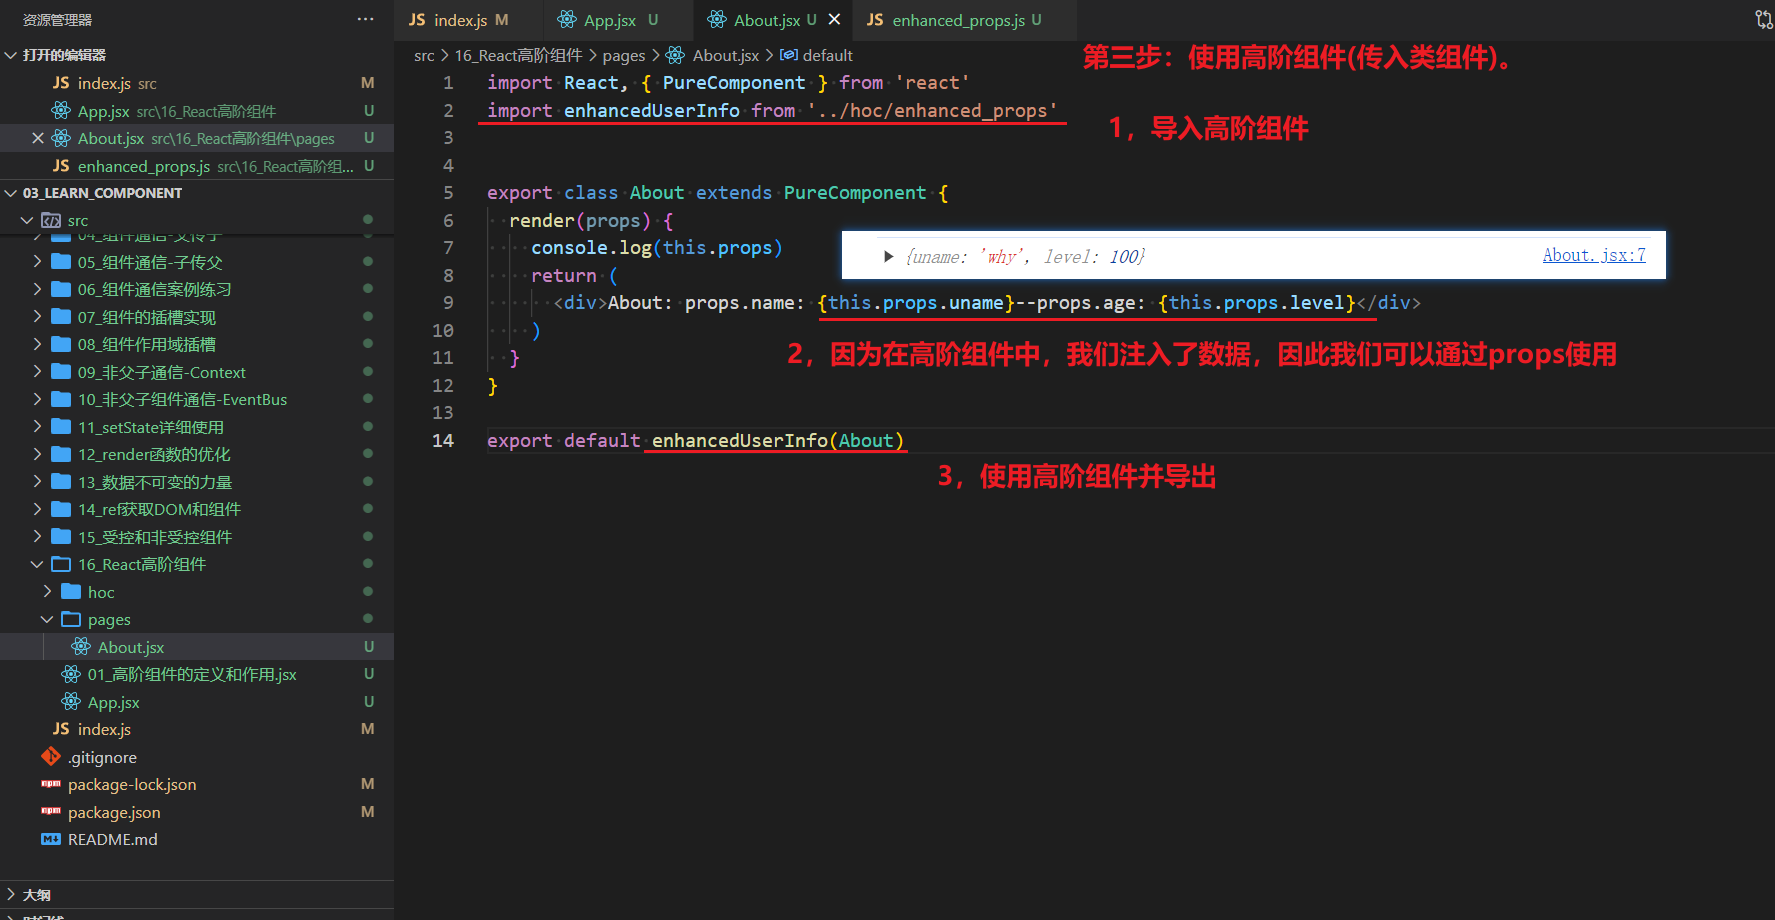 资源管理器 ···
打开的编辑器
JS index.js src M
App.jsx src\16_React高阶组件 U
About.jsx src\16_React高阶组件\pages U
JS enhanced_props.js src\16_React高阶组... U
03_LEARN_COMPONENT
src
04_组件通信-父传子
05_组件通信-子传父
06_组件通信案例练习
07_组件的插槽实现
08_组件作用域插槽
09_非父子通信-Context
10_非父子组件通信-EventBus
11_setState详细使用
12_render函数的优化
13_数据不可变的力量
14_ref获取DOM和组件
15_受控和非受控组件
16_React高阶组件
hoc
pages
About.jsx U
01_高阶组件的定义和作用.jsx U
App.jsx U
JS index.js M
.gitignore
package-lock.json M
package.json M
README.md
大纲
时间线
JS index.js M App.jsx U About.jsx U JS enhanced_props.js U
src > 16_React高阶组件 > pages > About.jsx > default
第三步：使用高阶组件(传入类组件)。
1 import React, { PureComponent } from 'react'
2 import enhancedUserInfo from '../hoc/enhanced_props'
1，导入高阶组件
3
4
5 export class About extends PureComponent {
6 render(props) {
7 console.log(this.props)
{uname: 'why', level: 100} About.jsx:7
8 return (
9 <div>About: props.name: {this.props.uname}--props.age: {this.props.level}</div>
10 )
2，因为在高阶组件中，我们注入了数据，因此我们可以通过props使用
11 }
12 }
13
14 export default enhancedUserInfo(About)
3，使用高阶组件并导出